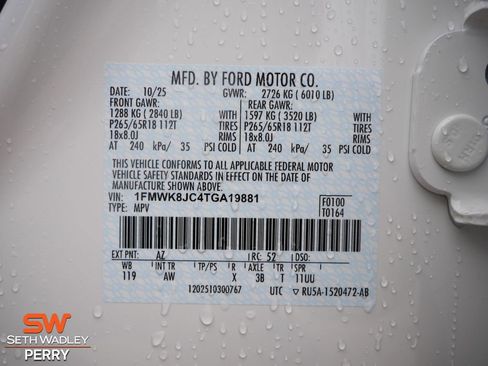 MFD. BY FORD MOTOR CO.
DATE: 10/25 GVWR: 2726 KG ( 6010 LB)
FRONT GAWR: REAR GAWR:
1288 KG ( 2840 LB) 1597 KG ( 3520 LB)
P265/65R18 112T TIRES P265/65R18 112T TIRES
18x8.0J RIMS 18x8.0J RIMS
AT 240 kPa/ 35 PSI COLD AT 240 kPa/ 35 PSI COLD
THIS VEHICLE CONFORMS TO ALL APPLICABLE FEDERAL MOTOR
VEHICLE SAFETY STANDARDS IN EFFECT ON THE DATE OF
MANUFACTURE SHOWN ABOVE.
VIN: 1FMWK8JC4TGA19881 F0100
TYPE: MPV T0164
EXT PNT: AZ RC: 52 DSO:
WB INT TR TP/PS R AXLE TR SPR
119 AW X 3B T 11UU
1202510300767 UTC ▽ RU5A-1520472-AB
SW
SETH WADLEY
PERRY